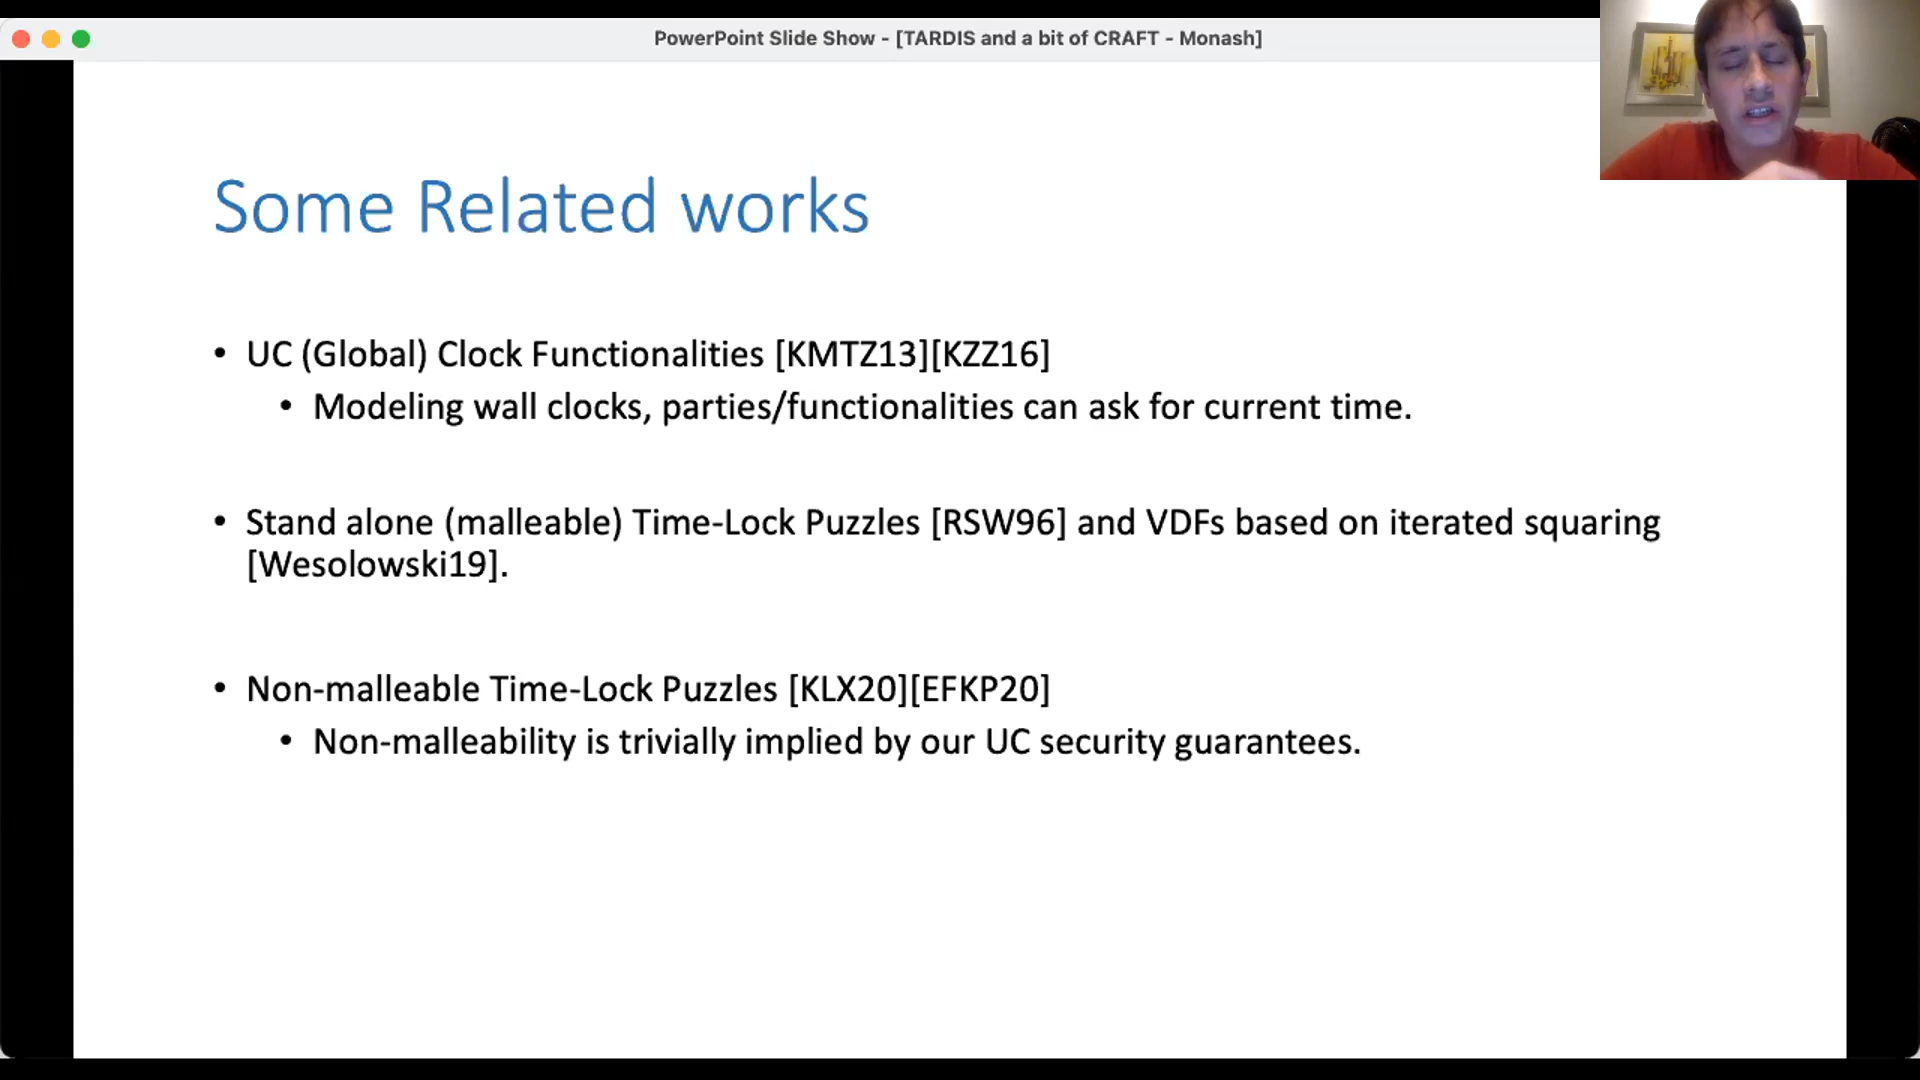 PowerPoint Slide Show - [TARDIS and a bit of CRAFT - Monash]
Some Related works
• UC (Global) Clock Functionalities [KMTZ13][KZZ16]
• Modeling wall clocks, parties/functionalities can ask for current time.
• Stand alone (malleable) Time-Lock Puzzles [RSW96] and VDFs based on iterated squaring
[Wesolowski19].
• Non-malleable Time-Lock Puzzles [KLX20][EFKP20]
• Non-malleability is trivially implied by our UC security guarantees.